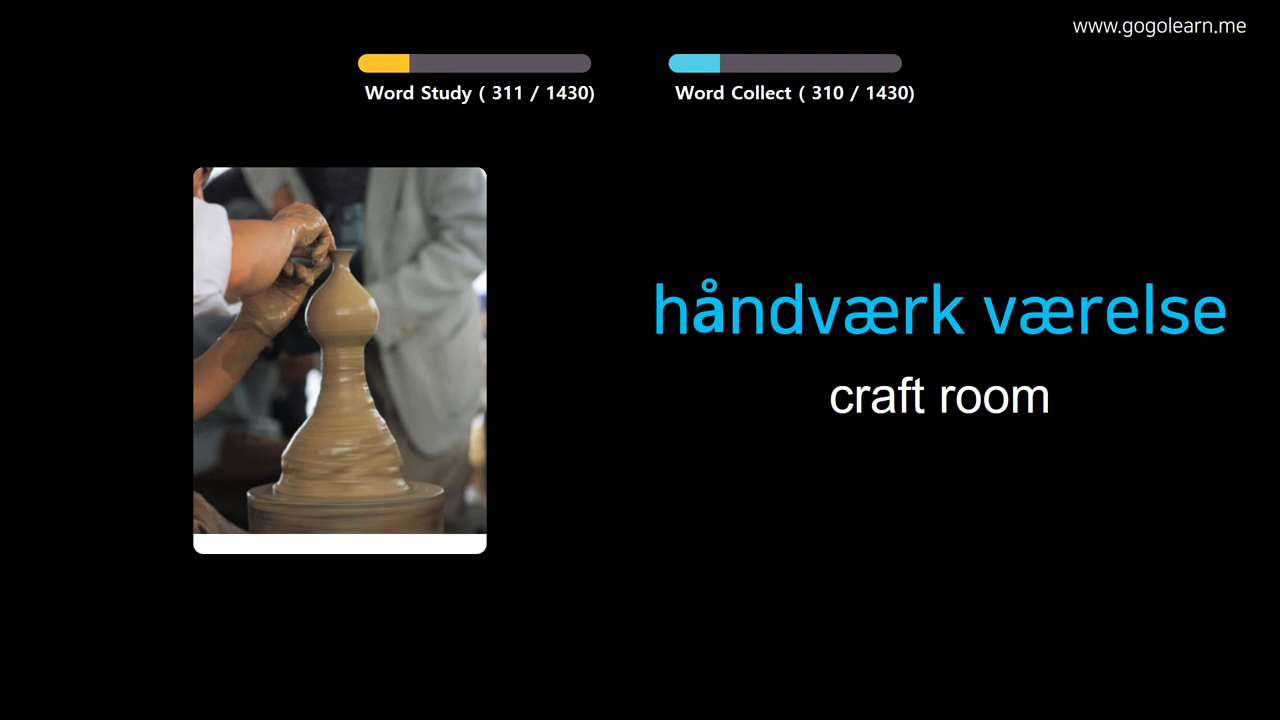 www.gogolearn.me
Word Study ( 311 / 1430)
Word Collect ( 310 / 1430)
håndværk værelse
craft room